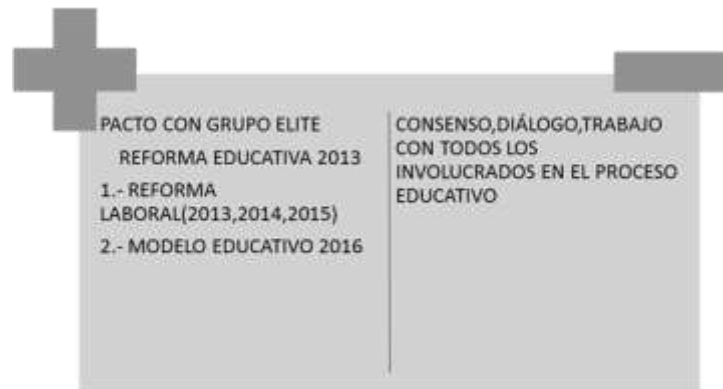 PACTO CON GRUPO ELITE
REFORMA EDUCATIVA 2013
1.- REFORMA
LABORAL(2013,2014,2015)
2.- MODELO EDUCATIVO 2016
CONSENSO,DIÁLOGO,TRABAJO
CON TODOS LOS
INVOLUCRADOS EN EL PROCESO
EDUCATIVO